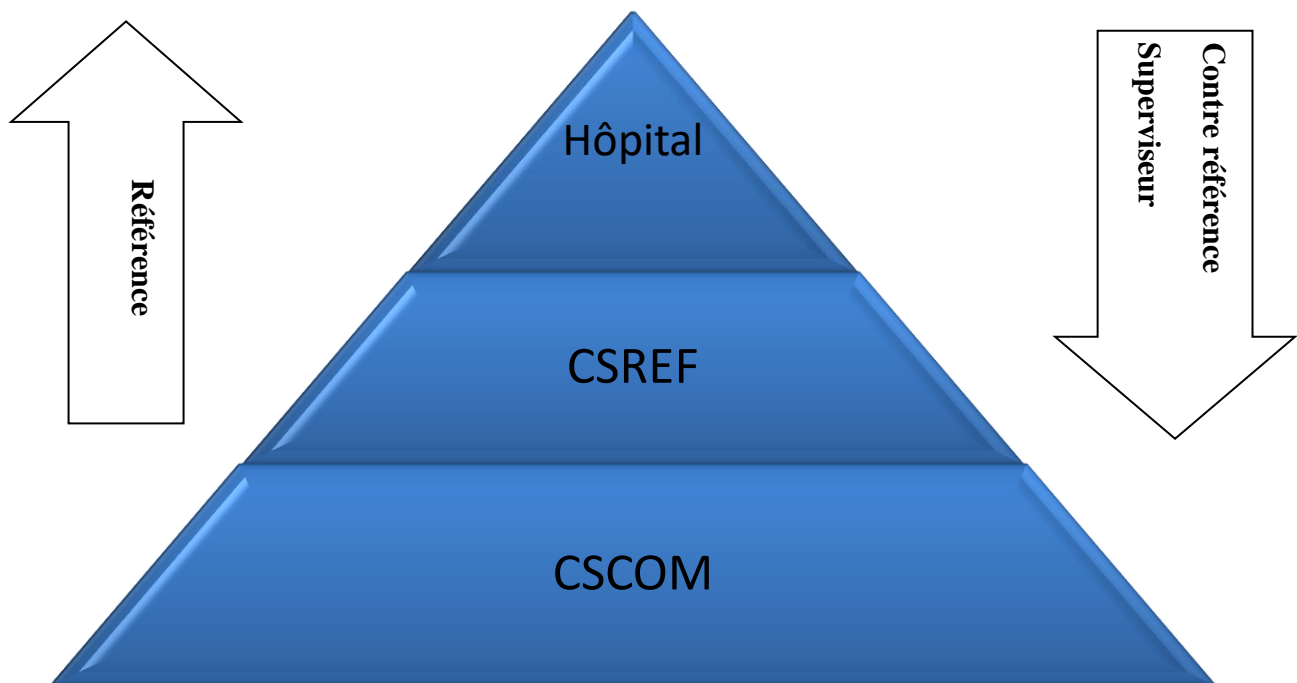 Hôpital
Référence
Contre référence
Superviseur
CSREF
CSCOM